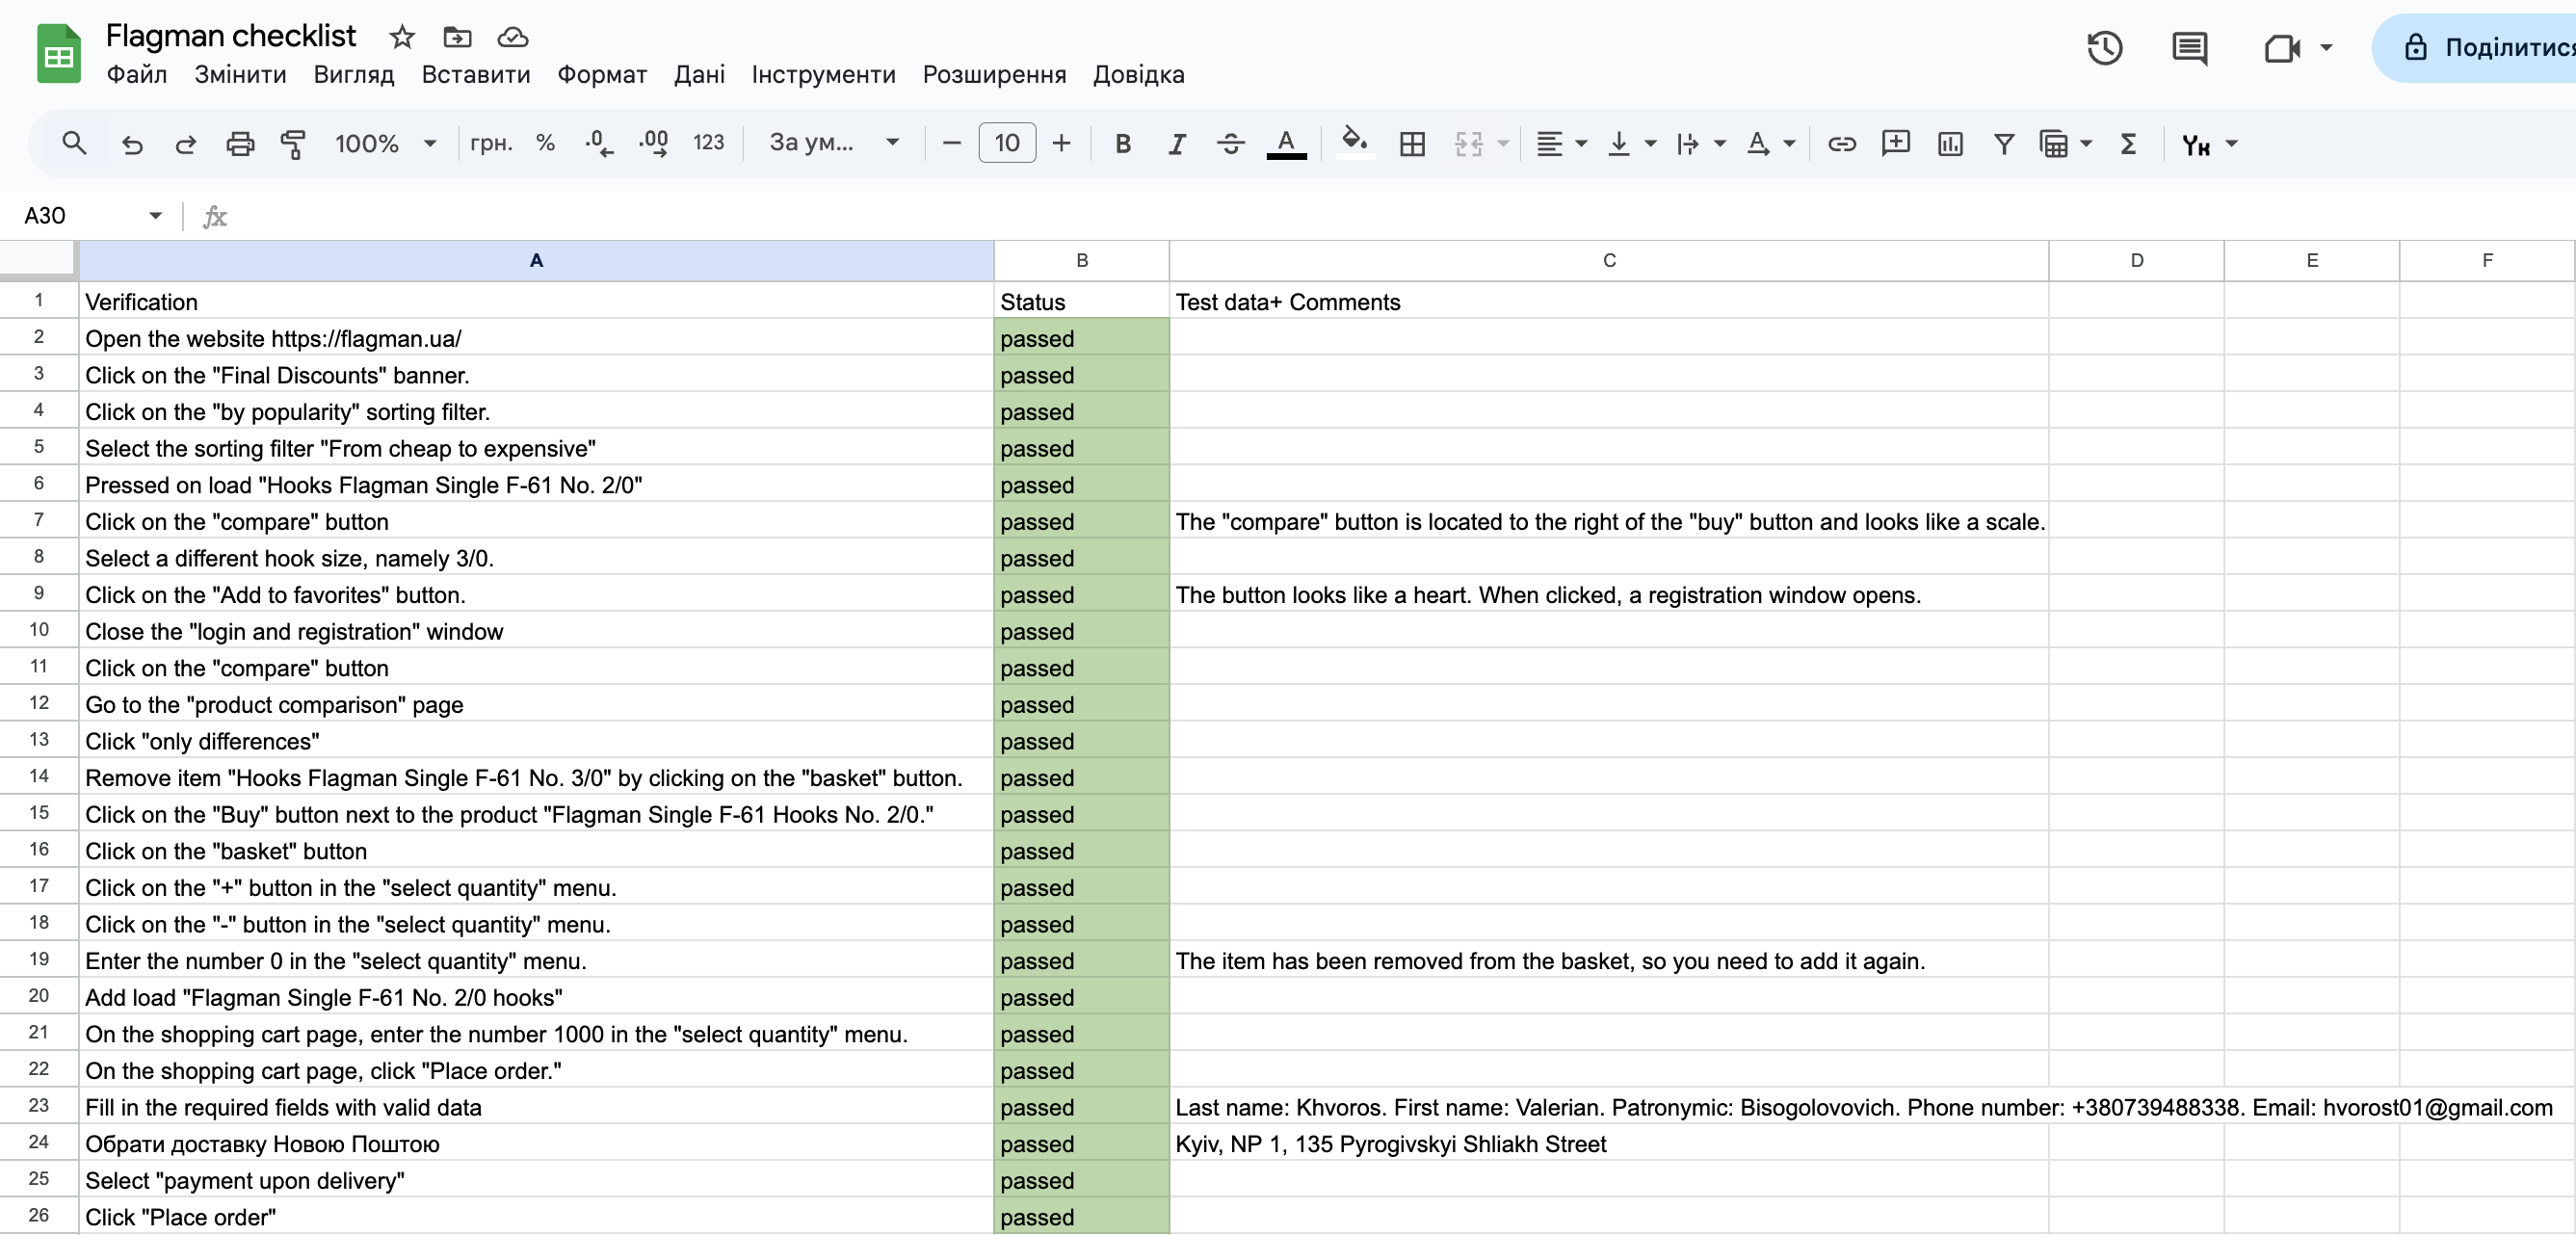 Flagman checklist
Файл Змінити Вигляд Вставити Формат Дані Інструменти Розширення Довідка
Поділитися
100% грн. % .0 .00 123 За ум... 10 B I A
A30 fx
A B C D E F
1 Verification Status Test data+ Comments
2 Open the website https://flagman.ua/ passed
3 Click on the "Final Discounts" banner. passed
4 Click on the "by popularity" sorting filter. passed
5 Select the sorting filter "From cheap to expensive" passed
6 Pressed on load "Hooks Flagman Single F-61 No. 2/0" passed
7 Click on the "compare" button passed The "compare" button is located to the right of the "buy" button and looks like a scale.
8 Select a different hook size, namely 3/0. passed
9 Click on the "Add to favorites" button. passed The button looks like a heart. When clicked, a registration window opens.
10 Close the "login and registration" window passed
11 Click on the "compare" button passed
12 Go to the "product comparison" page passed
13 Click "only differences" passed
14 Remove item "Hooks Flagman Single F-61 No. 3/0" by clicking on the "basket" button. passed
15 Click on the "Buy" button next to the product "Flagman Single F-61 Hooks No. 2/0." passed
16 Click on the "basket" button passed
17 Click on the "+" button in the "select quantity" menu. passed
18 Click on the "-" button in the "select quantity" menu. passed
19 Enter the number 0 in the "select quantity" menu. passed The item has been removed from the basket, so you need to add it again.
20 Add load "Flagman Single F-61 No. 2/0 hooks" passed
21 On the shopping cart page, enter the number 1000 in the "select quantity" menu. passed
22 On the shopping cart page, click "Place order." passed
23 Fill in the required fields with valid data passed Last name: Khvoros. First name: Valerian. Patronymic: Bisogolovovich. Phone number: +380739488338. Email: hvorost01@gmail.com
24 Обрати доставку Новою Поштою passed Kyiv, NP 1, 135 Pyrogivskyi Shliakh Street
25 Select "payment upon delivery" passed
26 Click "Place order" passed